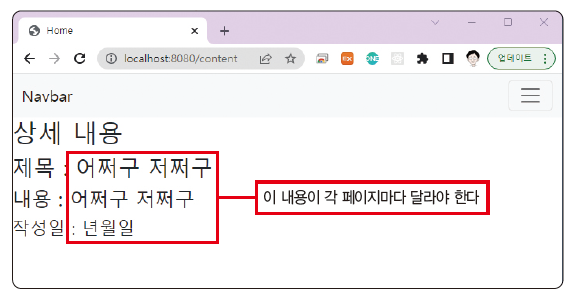 Home
localhost:8080/content
업데이트
Navbar
상세 내용
제목 : 어쩌구 저쩌구
내용 : 어쩌구 저쩌구
이 내용이 각 페이지마다 달라야 한다
작성일 : 년월일